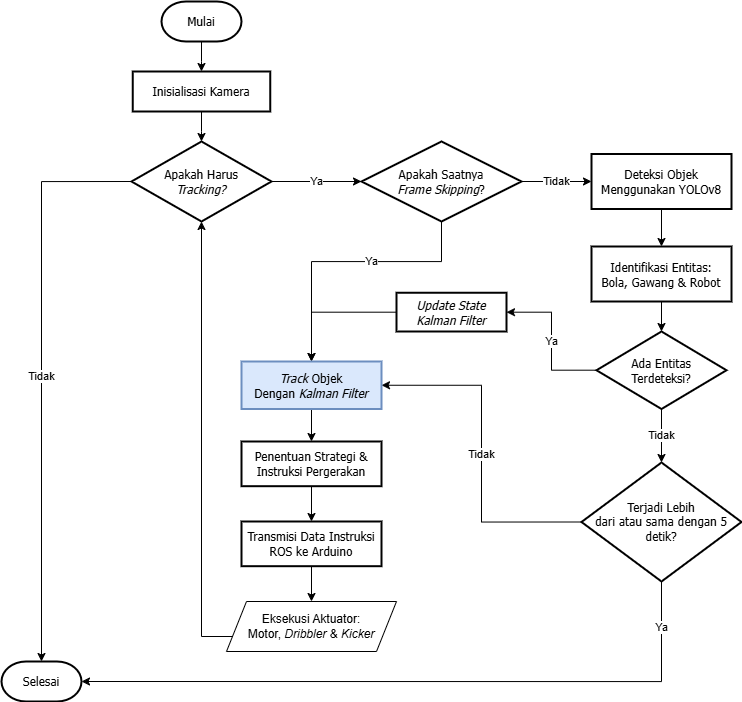 Mulai
Inisialisasi Kamera
Apakah Harus
Tracking?
Ya
Apakah Saatnya
Frame Skipping?
Tidak
Deteksi Objek
Menggunakan YOLOv8
Identifikasi Entitas:
Bola, Gawang & Robot
Ya
Update State
Kalman Filter
Ya
Ada Entitas
Terdeteksi?
Tidak
Track Objek
Dengan Kalman Filter
Tidak
Penentuan Strategi &
Instruksi Pergerakan
Tidak
Terjadi Lebih
dari atau sama dengan 5
detik?
Transmisi Data Instruksi
ROS ke Arduino
Eksekusi Aktuator:
Motor, Dribbler & Kicker
Ya
Selesai